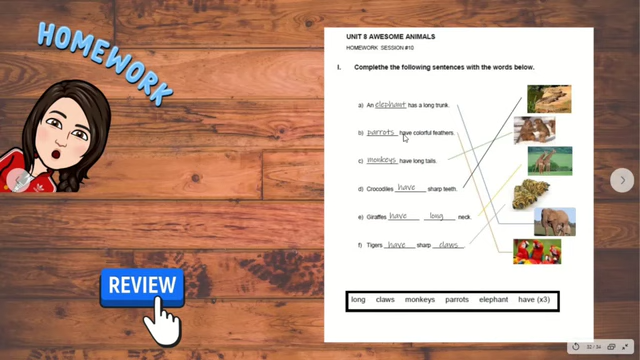 HOMEWORK
UNIT 8 AWESOME ANIMALS
HOMEWORK SESSION #10
I. Complethe the following sentences with the words below.
a) An elephant has a long trunk.
b) parrots have colorful feathers.
c) monkeys have long tails.
d) Crocodiles have sharp teeth.
e) Giraffes have long neck.
f) Tigers have sharp claws.
long claws monkeys parrots elephant have (x3)
REVIEW
32 / 34